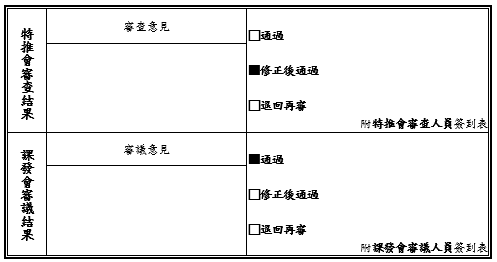 特推會審查結果
審查意見
□通過
■修正後通過
□退回再審
附特推會審查人員簽到表
課發會審議結果
審議意見
■通過
□修正後通過
□退回再審
附課發會審議人員簽到表